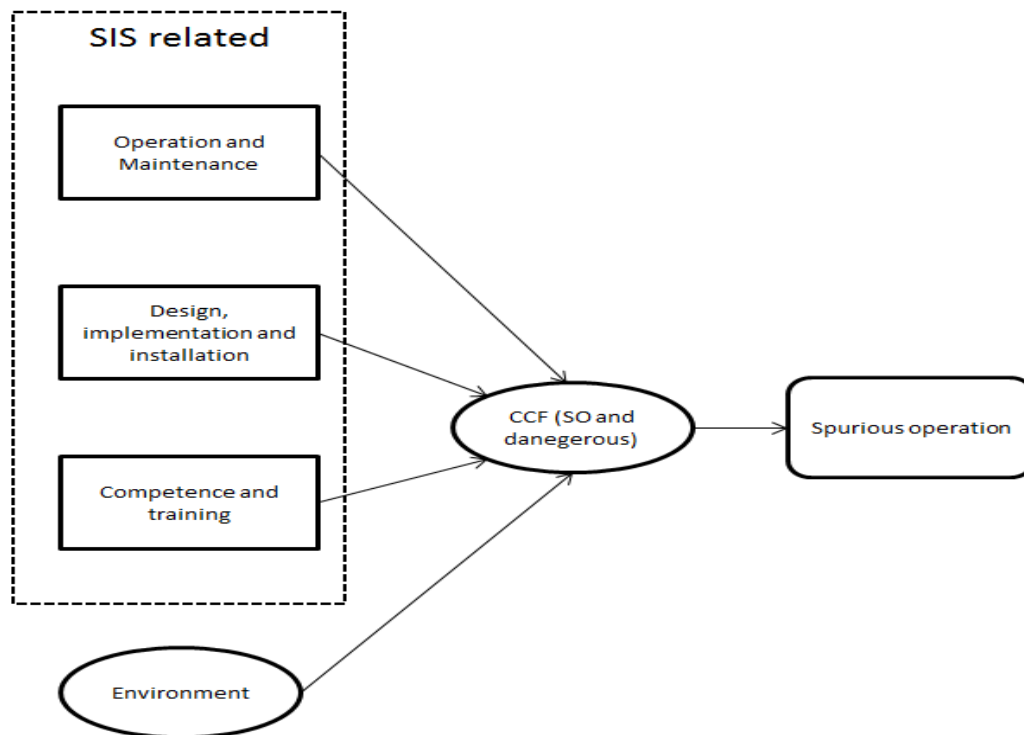 SIS related
Operation and
Maintenance
Design,
implementation and
installation
Competence and
training
Environment
CCF (SO and
danegerous)
Spurious operation